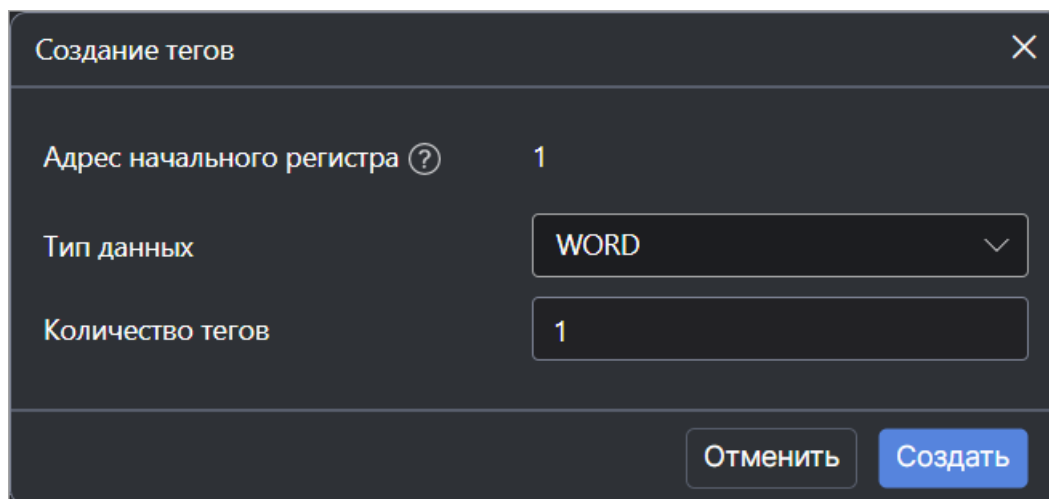 Создание тегов
Адрес начального регистра ? 1
Тип данных WORD
Количество тегов 1
Отменить Создать